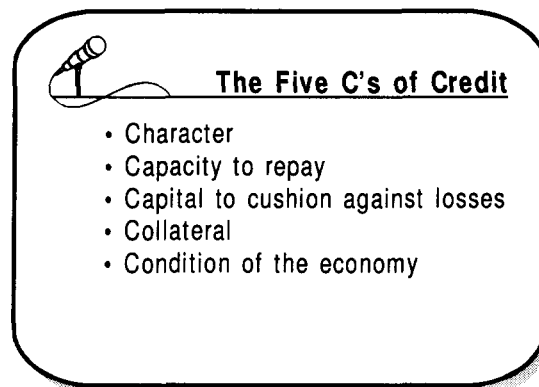 The Five C's of Credit
• Character
• Capacity to repay
• Capital to cushion against losses
• Collateral
• Condition of the economy